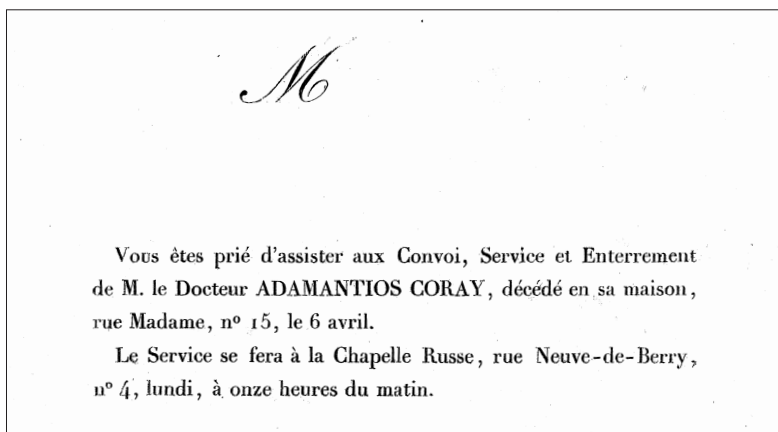 M
Vous êtes prié d'assister aux Convoi, Service et Enterrement
de M. le Docteur ADAMANTIOS CORAY, décédé en sa maison,
rue Madame, nº 15, le 6 avril.
Le Service se fera à la Chapelle Russe, rue Neuve-de-Berry,
nº 4, lundi, à onze heures du matin.